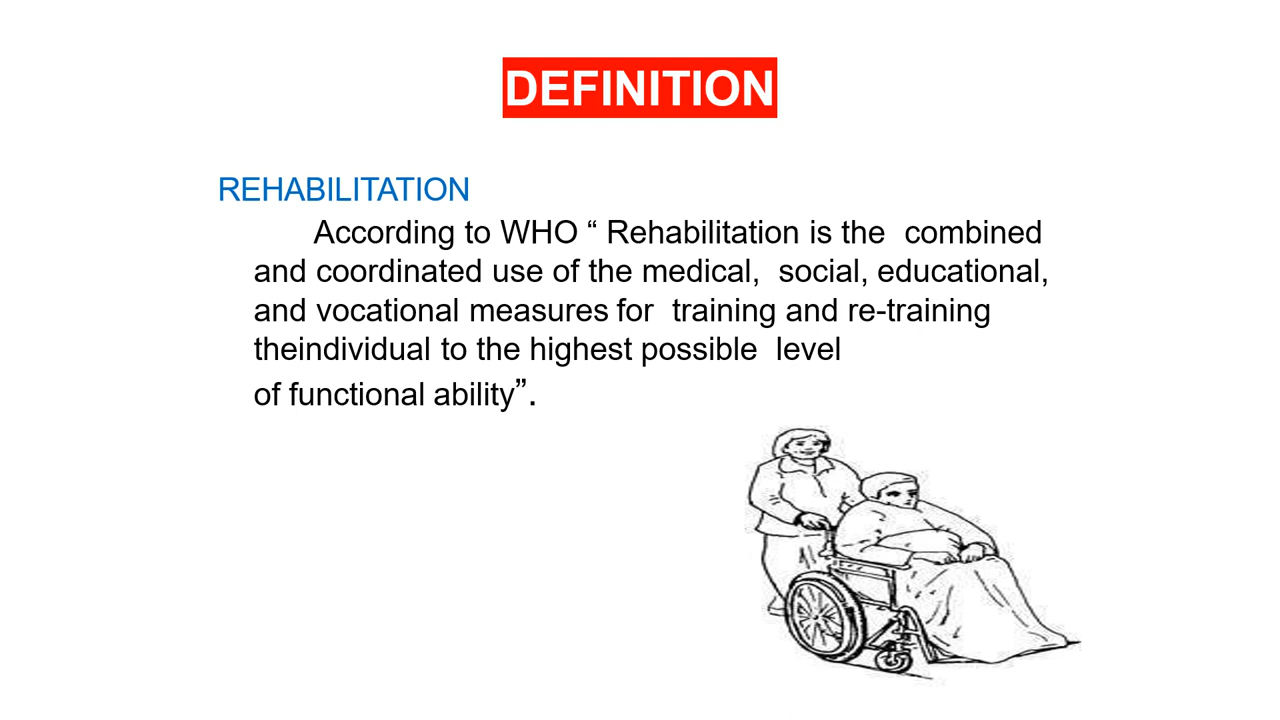 DEFINITION
REHABILITATION
According to WHO “ Rehabilitation is the  combined
and coordinated use of the medical,  social, educational,
and vocational measures for  training and re-training
theindividual to the highest possible  level
of functional ability”.